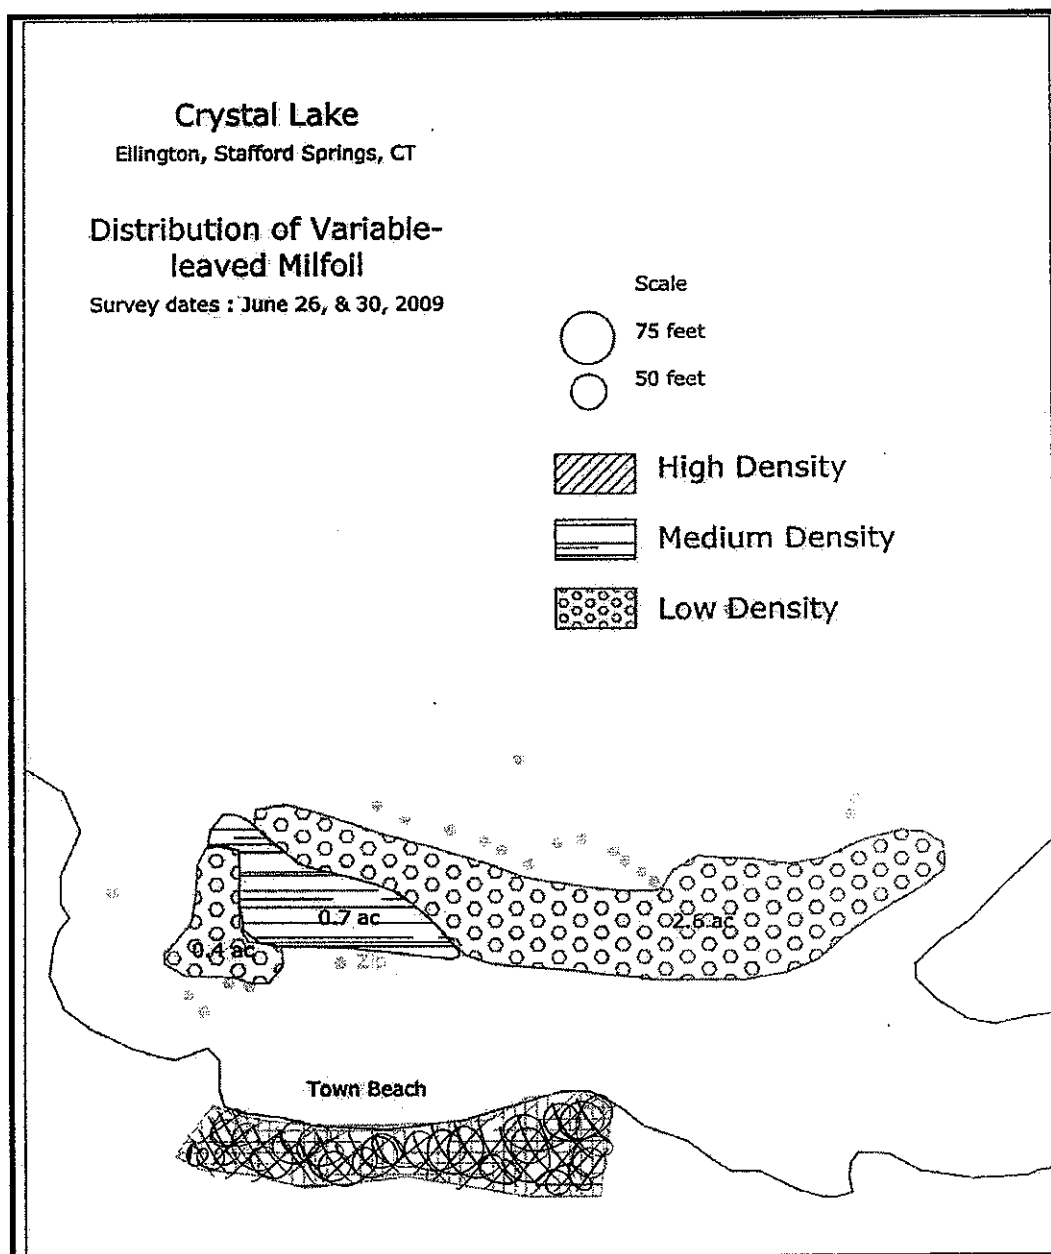 Crystal Lake
Ellington, Stafford Springs, CT
Distribution of Variable-
leaved Milfoil
Survey dates : June 26, & 30, 2009
Scale
75 feet
50 feet
High Density
Medium Density
Low Density
0.7 ac
2.6 ac
0.4 ac
Zip
Town Beach